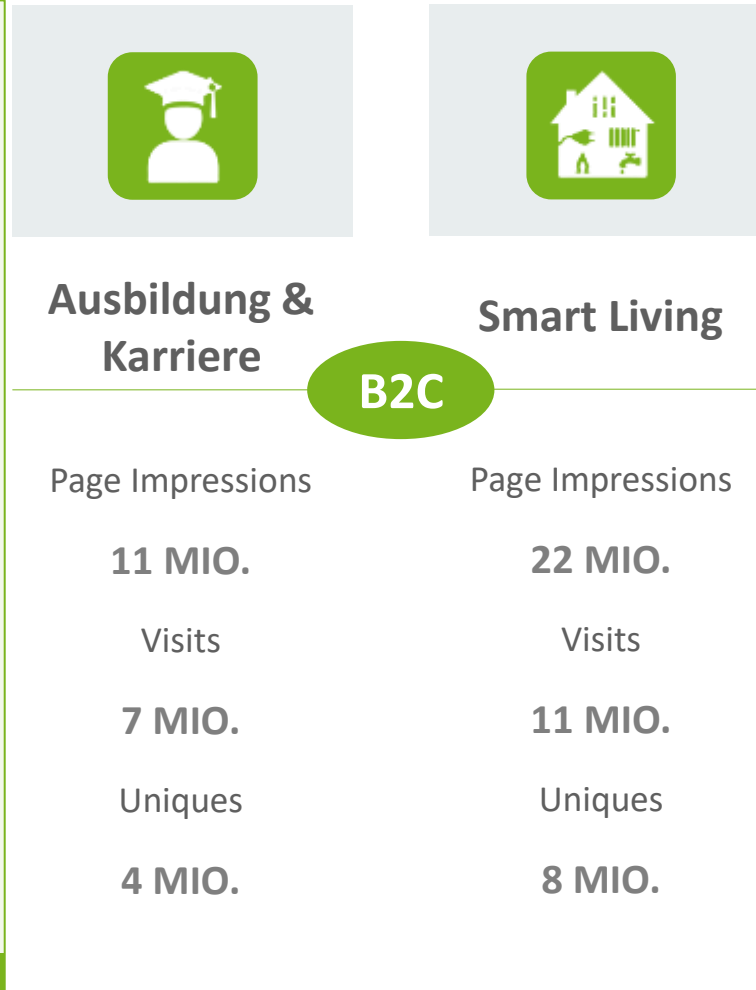 Ausbildung &
Karriere
Smart Living
B2C
Page Impressions
11 MIO.
Visits
7 MIO.
Uniques
4 MIO.
Page Impressions
22 MIO.
Visits
11 MIO.
Uniques
8 MIO.